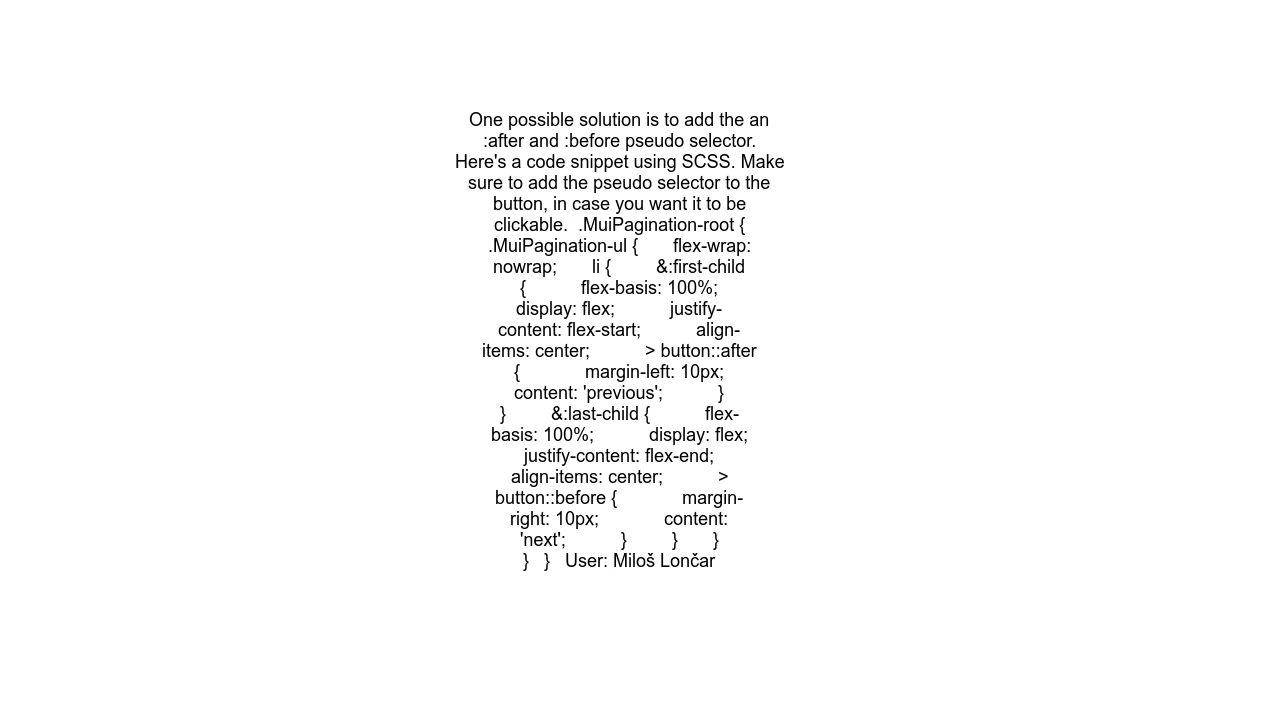 One possible solution is to add the an
:after and :before pseudo selector.
Here's a code snippet using SCSS. Make
sure to add the pseudo selector to the
button, in case you want it to be
clickable.  .MuiPagination-root {
.MuiPagination-ul {       flex-wrap:
nowrap;       li {         &:first-child
{           flex-basis: 100%;
display: flex;           justify-
content: flex-start;           align-
items: center;           > button::after
{             margin-left: 10px;
content: 'previous';           }
}         &:last-child {           flex-
basis: 100%;           display: flex;
justify-content: flex-end;
align-items: center;           >
button::before {             margin-
right: 10px;             content:
'next';           }         }       }
}   }   User: Miloš Lončar